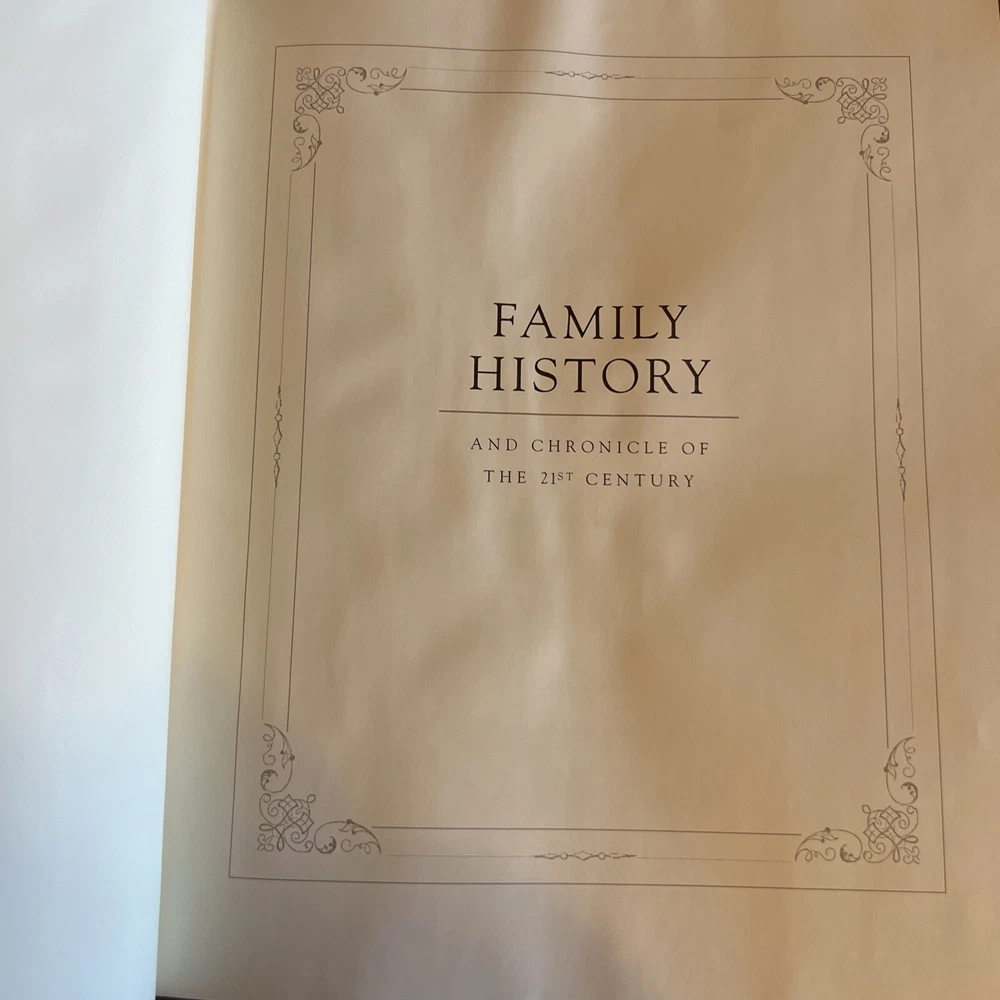 FAMILY
HISTORY
AND CHRONICLE OF
THE 21ST CENTURY